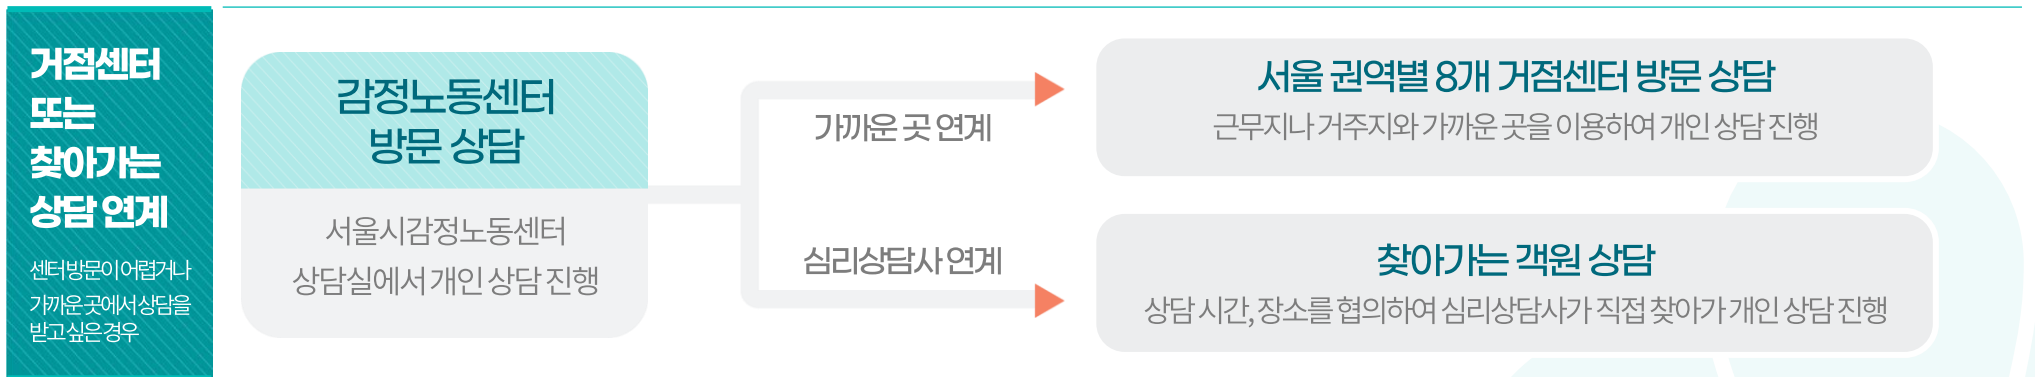 거점센터
또는
찾아가는
상담 연계
센터 방문이 어렵거나
가까운 곳에서 상담을
받고 싶은 경우
감정노동센터
방문 상담
서울시감정노동센터
상담실에서 개인 상담 진행
가까운 곳 연계
심리상담사 연계
서울 권역별 8개 거점센터 방문 상담
근무지나 거주지와 가까운 곳을 이용하여 개인 상담 진행
찾아가는 객원 상담
상담 시간, 장소를 협의하여 심리상담사가 직접 찾아가 개인 상담 진행